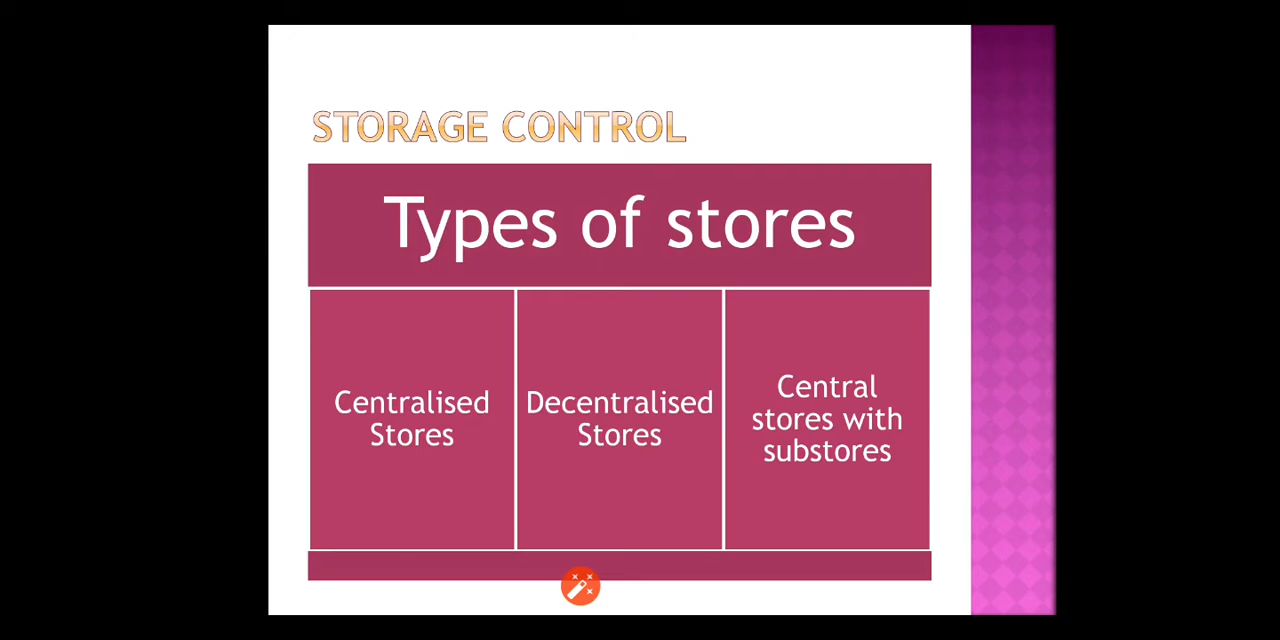 STORAGE CONTROL
Types of stores
Centralised
Stores
Decentralised
Stores
Central
stores with
substores